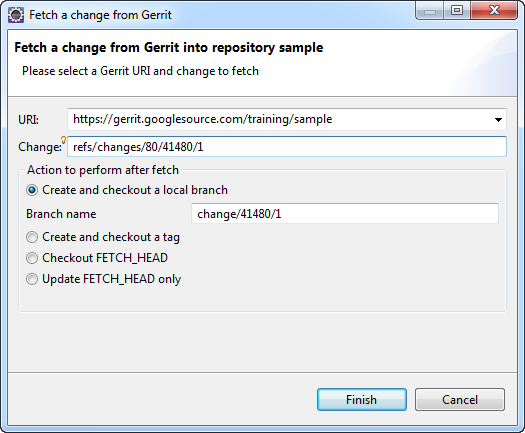 Fetch a change from Gerrit
Fetch a change from Gerrit into repository sample
Please select a Gerrit URI and change to fetch
URI: https://gerrit.googlesource.com/training/sample
Change: refs/changes/80/41480/1
Action to perform after fetch
Create and checkout a local branch
Branch name change/41480/1
Create and checkout a tag
Checkout FETCH_HEAD
Update FETCH_HEAD only
Finish Cancel